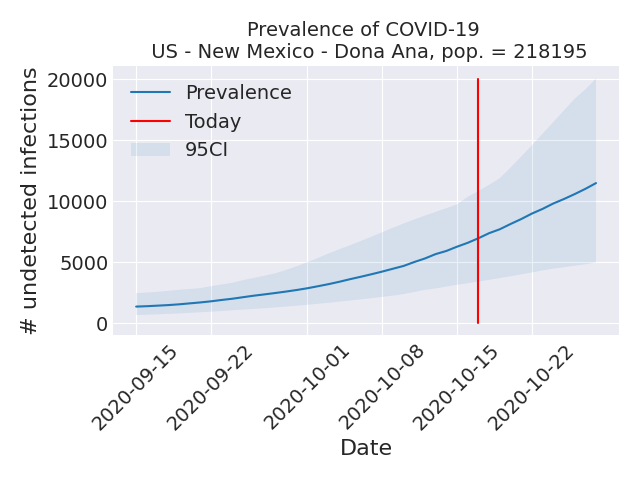 Prevalence of COVID-19
US - New Mexico - Dona Ana, pop. = 218195
# undetected infections
20000
15000
10000
5000
0
Prevalence
Today
95CI
2020-09-15
2020-09-22
2020-10-01
2020-10-08
2020-10-15
2020-10-22
Date